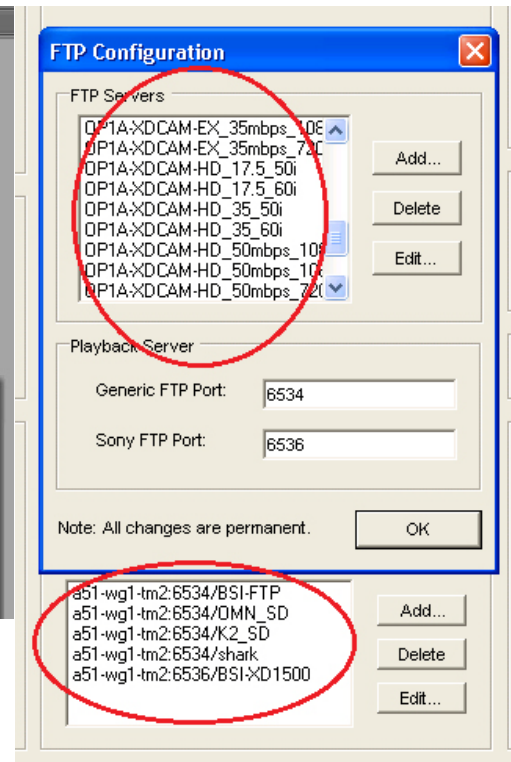 FTP Configuration
FTP Servers
OP1A-XDCAM-EX_35mbps_108
OP1A-XDCAM-EX_35mbps_720
OP1A-XDCAM-HD_17.5_50i
OP1A-XDCAM-HD_17.5_60i
OP1A-XDCAM-HD_35_50i
OP1A-XDCAM-HD_35_60i
OP1A-XDCAM-HD_50mbps_108
OP1A-XDCAM-HD_50mbps_108
OP1A-XDCAM-HD_50mbps_720
Add...
Delete
Edit...
Playback Server
Generic FTP Port:
6534
Sony FTP Port:
6536
Note: All changes are permanent.
OK
a51-wg1-tm2:6534/BSI-FTP
a51-wg1-tm2:6534/OMN_SD
a51-wg1-tm2:6534/K2_SD
a51-wg1-tm2:6534/shark
a51-wg1-tm2:6536/BSI-XD1500
Add...
Delete
Edit...